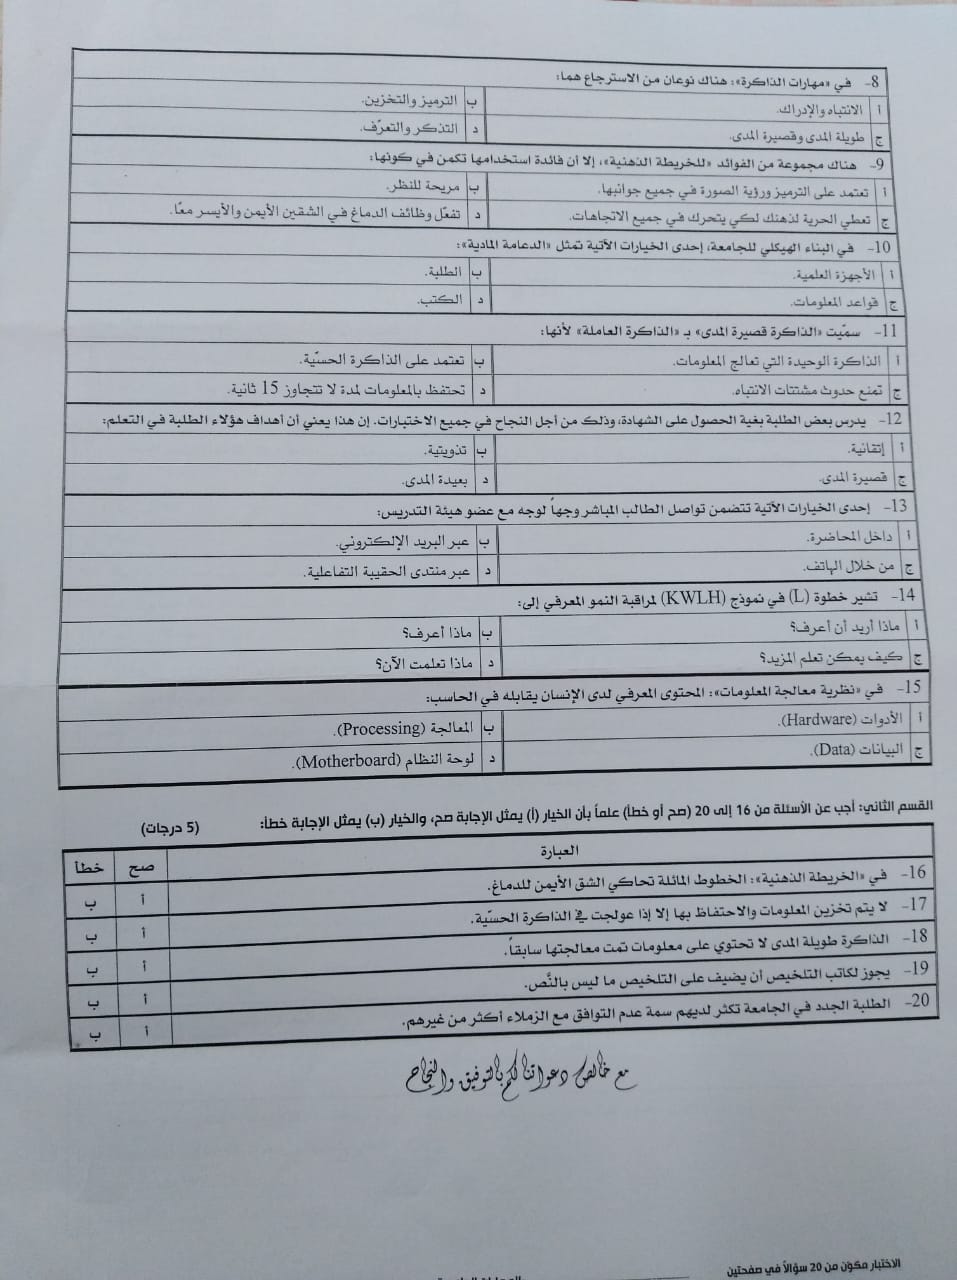 8- في «مهارات الذاكرة»: هناك نوعان من الاسترجاع هما:
أ الانتباه والإدراك. ب الترميز والتخزين.
ج طويلة المدى وقصيرة المدى. د التذكر والتعرّف.
9- هناك مجموعة من الفوائد «للخريطة الذهنية»، إلا أن فائدة استخدامها تكمن في كونها:
أ تعتمد على الترميز ورؤية الصورة في جميع جوانبها. ب مريحة للنظر.
ج تعطي الحرية لذهنك لكي يتحرك في جميع الاتجاهات. د تفعّل وظائف الدماغ في الشقين الأيمن والأيسر معًا.
10- في البناء الهيكلي للجامعة، إحدى الخيارات الآتية تمثل «الدعامة المادية»:
أ الأجهزة العلمية. ب الطلبة.
ج قواعد المعلومات. د الكتب.
11- سمّيت «الذاكرة قصيرة المدى» بـ «الذاكرة العاملة» لأنها:
أ الذاكرة الوحيدة التي تعالج المعلومات. ب تعتمد على الذاكرة الحسّية.
ج تمنع حدوث مشتتات الانتباه. د تحتفظ بالمعلومات لمدة لا تتجاوز 15 ثانية.
12- يدرس بعض الطلبة بغية الحصول على الشهادة، وذلك من أجل النجاح في جميع الاختبارات. إن هذا يعني أن أهداف هؤلاء الطلبة في التعلم:
أ إتقانية. ب تذويتية.
ج قصيرة المدى. د بعيدة المدى.
13- إحدى الخيارات الآتية تتضمن تواصل الطالب المباشر وجهاً لوجه مع عضو هيئة التدريس:
أ داخل المحاضرة. ب عبر البريد الإلكتروني.
ج من خلال الهاتف. د عبر منتدى الحقيبة التفاعلية.
14- تشير خطوة (L) في نموذج (KWLH) لمراقبة النمو المعرفي إلى:
أ ماذا أريد أن أعرف؟ ب ماذا أعرف؟
ج كيف يمكن تعلم المزيد؟ د ماذا تعلمت الآن؟
15- في «نظرية معالجة المعلومات»: المحتوى المعرفي لدى الإنسان يقابله في الحاسب:
أ الأدوات (Hardware). ب المعالجة (Processing).
ج البيانات (Data). د لوحة النظام (Motherboard).
القسم الثاني: أجب عن الأسئلة من 16 إلى 20 (صح أو خطأ) علماً بأن الخيار (أ) يمثل الإجابة صح، والخيار (ب) يمثل الإجابة خطأ: (5 درجات)
العبارة صح خطأ
16- في «الخريطة الذهنية»: الخطوط المائلة تحاكي الشق الأيمن للدماغ. أ ب
17- لا يتم تخزين المعلومات والاحتفاظ بها إلا إذا عولجت في الذاكرة الحسّية. أ ب
18- الذاكرة طويلة المدى لا تحتوي على معلومات تمت معالجتها سابقاً. أ ب
19- يجوز لكاتب التلخيص أن يضيف على التلخيص ما ليس بالنَّص. أ ب
20- الطلبة الجدد في الجامعة تكثر لديهم سمة عدم التوافق مع الزملاء أكثر من غيرهم. أ ب
مع خالص دعواتنا لكم بالتوفيق والنجاح
الاختبار مكوّن من 20 سؤالاً في صفحتين